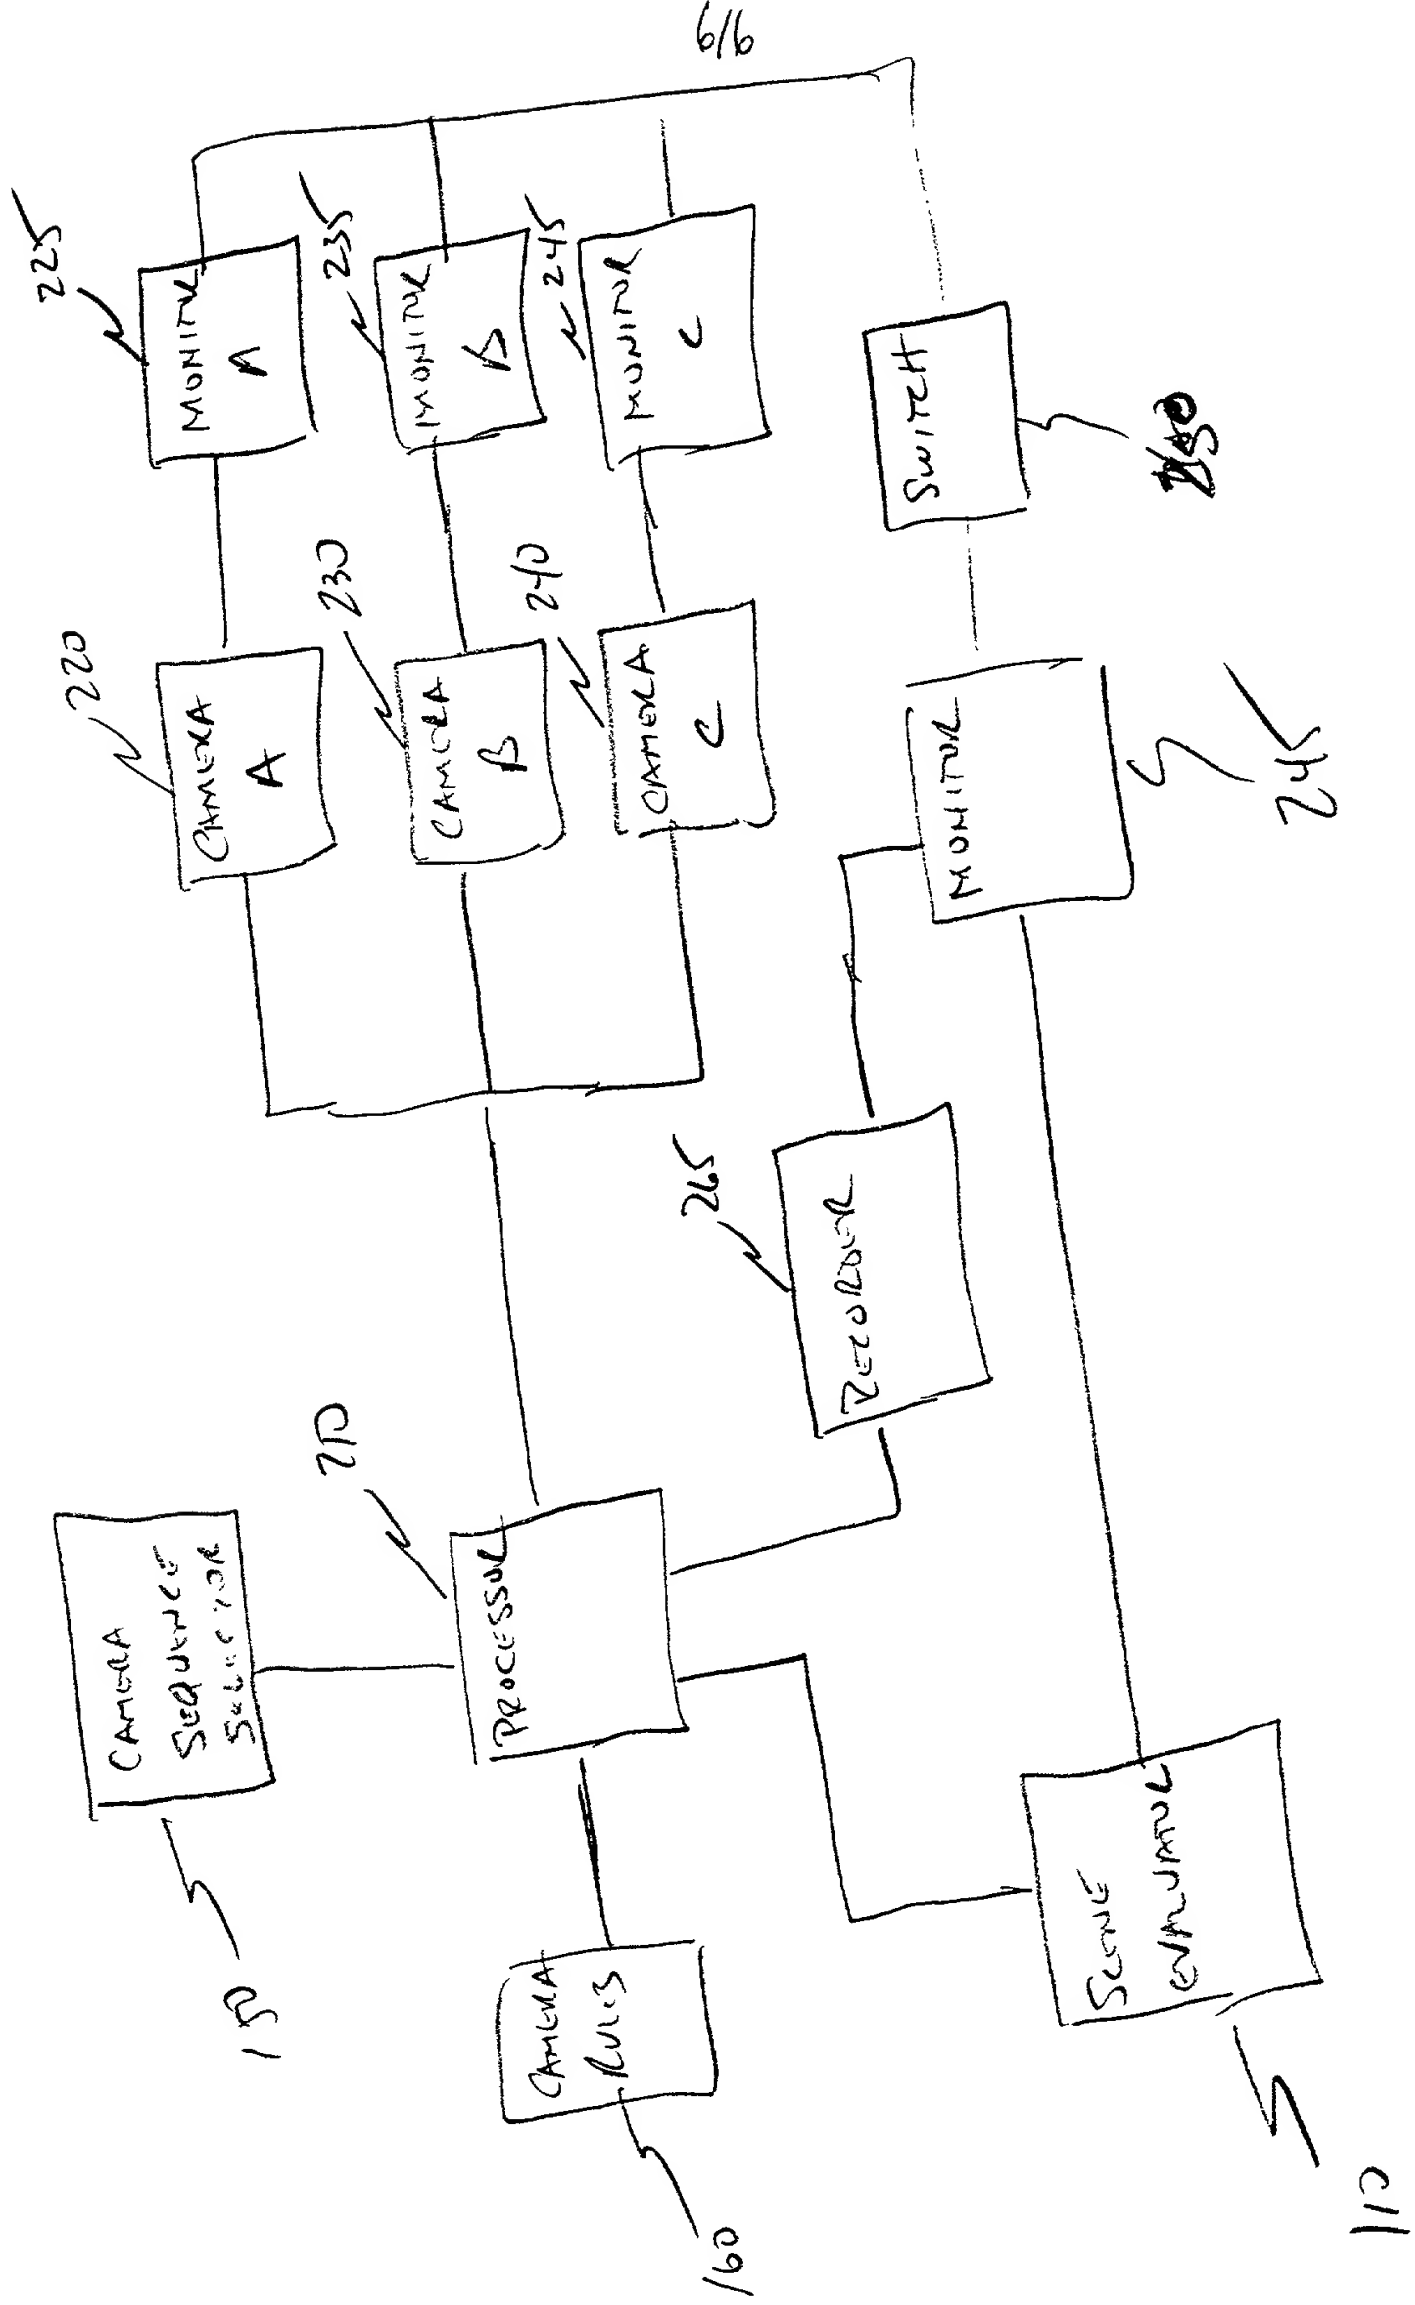 150
CAMERA
SEQUENCE
SELECTOR
220
CAMERA
A
225
MONITOR
A
210
PROCESSOR
230
CAMERA
B
235
MONITOR
B
160
CAMERA
RULES
240
CAMERA
C
245
MONITOR
C
6/6
265
RECORDER
SWITCH
MONITOR
245
SCENE
EVALUATOR
110